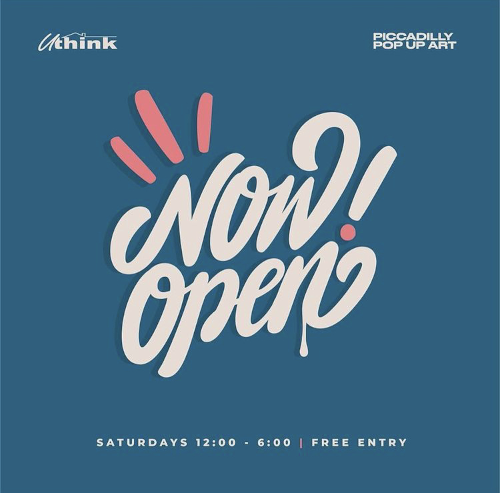 Uthink
PICCADILLY
POP UP ART
Now!
Open
SATURDAYS 12:00 - 6:00 | FREE ENTRY